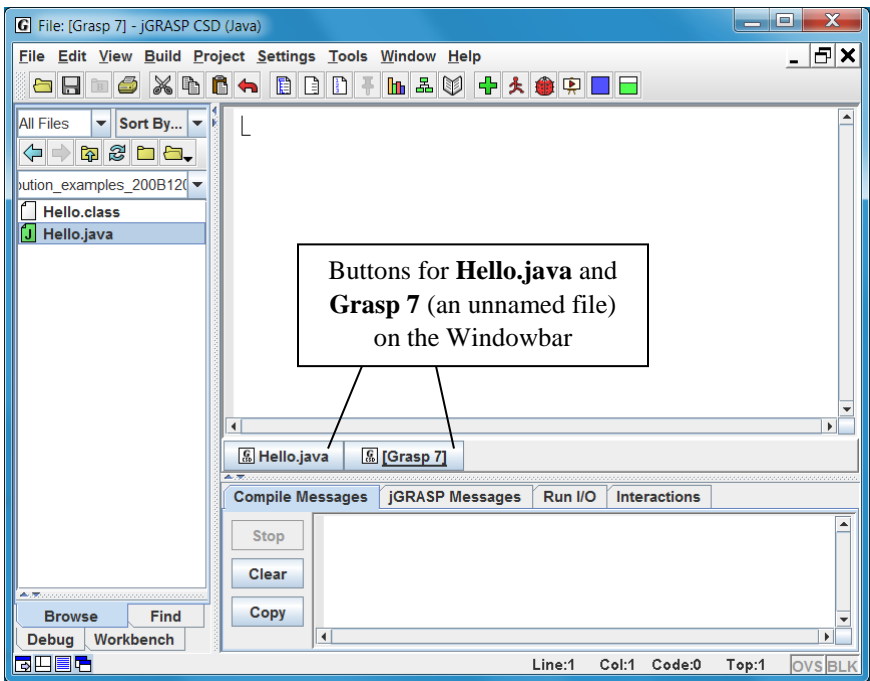 File: [Grasp 7] - jGRASP CSD (Java)
File Edit View Build Project Settings Tools Window Help
All Files Sort By...
bution_examples_200B120
Hello.class
Hello.java
Buttons for Hello.java and
Grasp 7 (an unnamed file)
on the Windowbar
Hello.java [Grasp 7]
Compile Messages jGRASP Messages Run I/O Interactions
Stop
Clear
Copy
Browse Find
Debug Workbench
Line:1 Col:1 Code:0 Top:1 OVS BLK